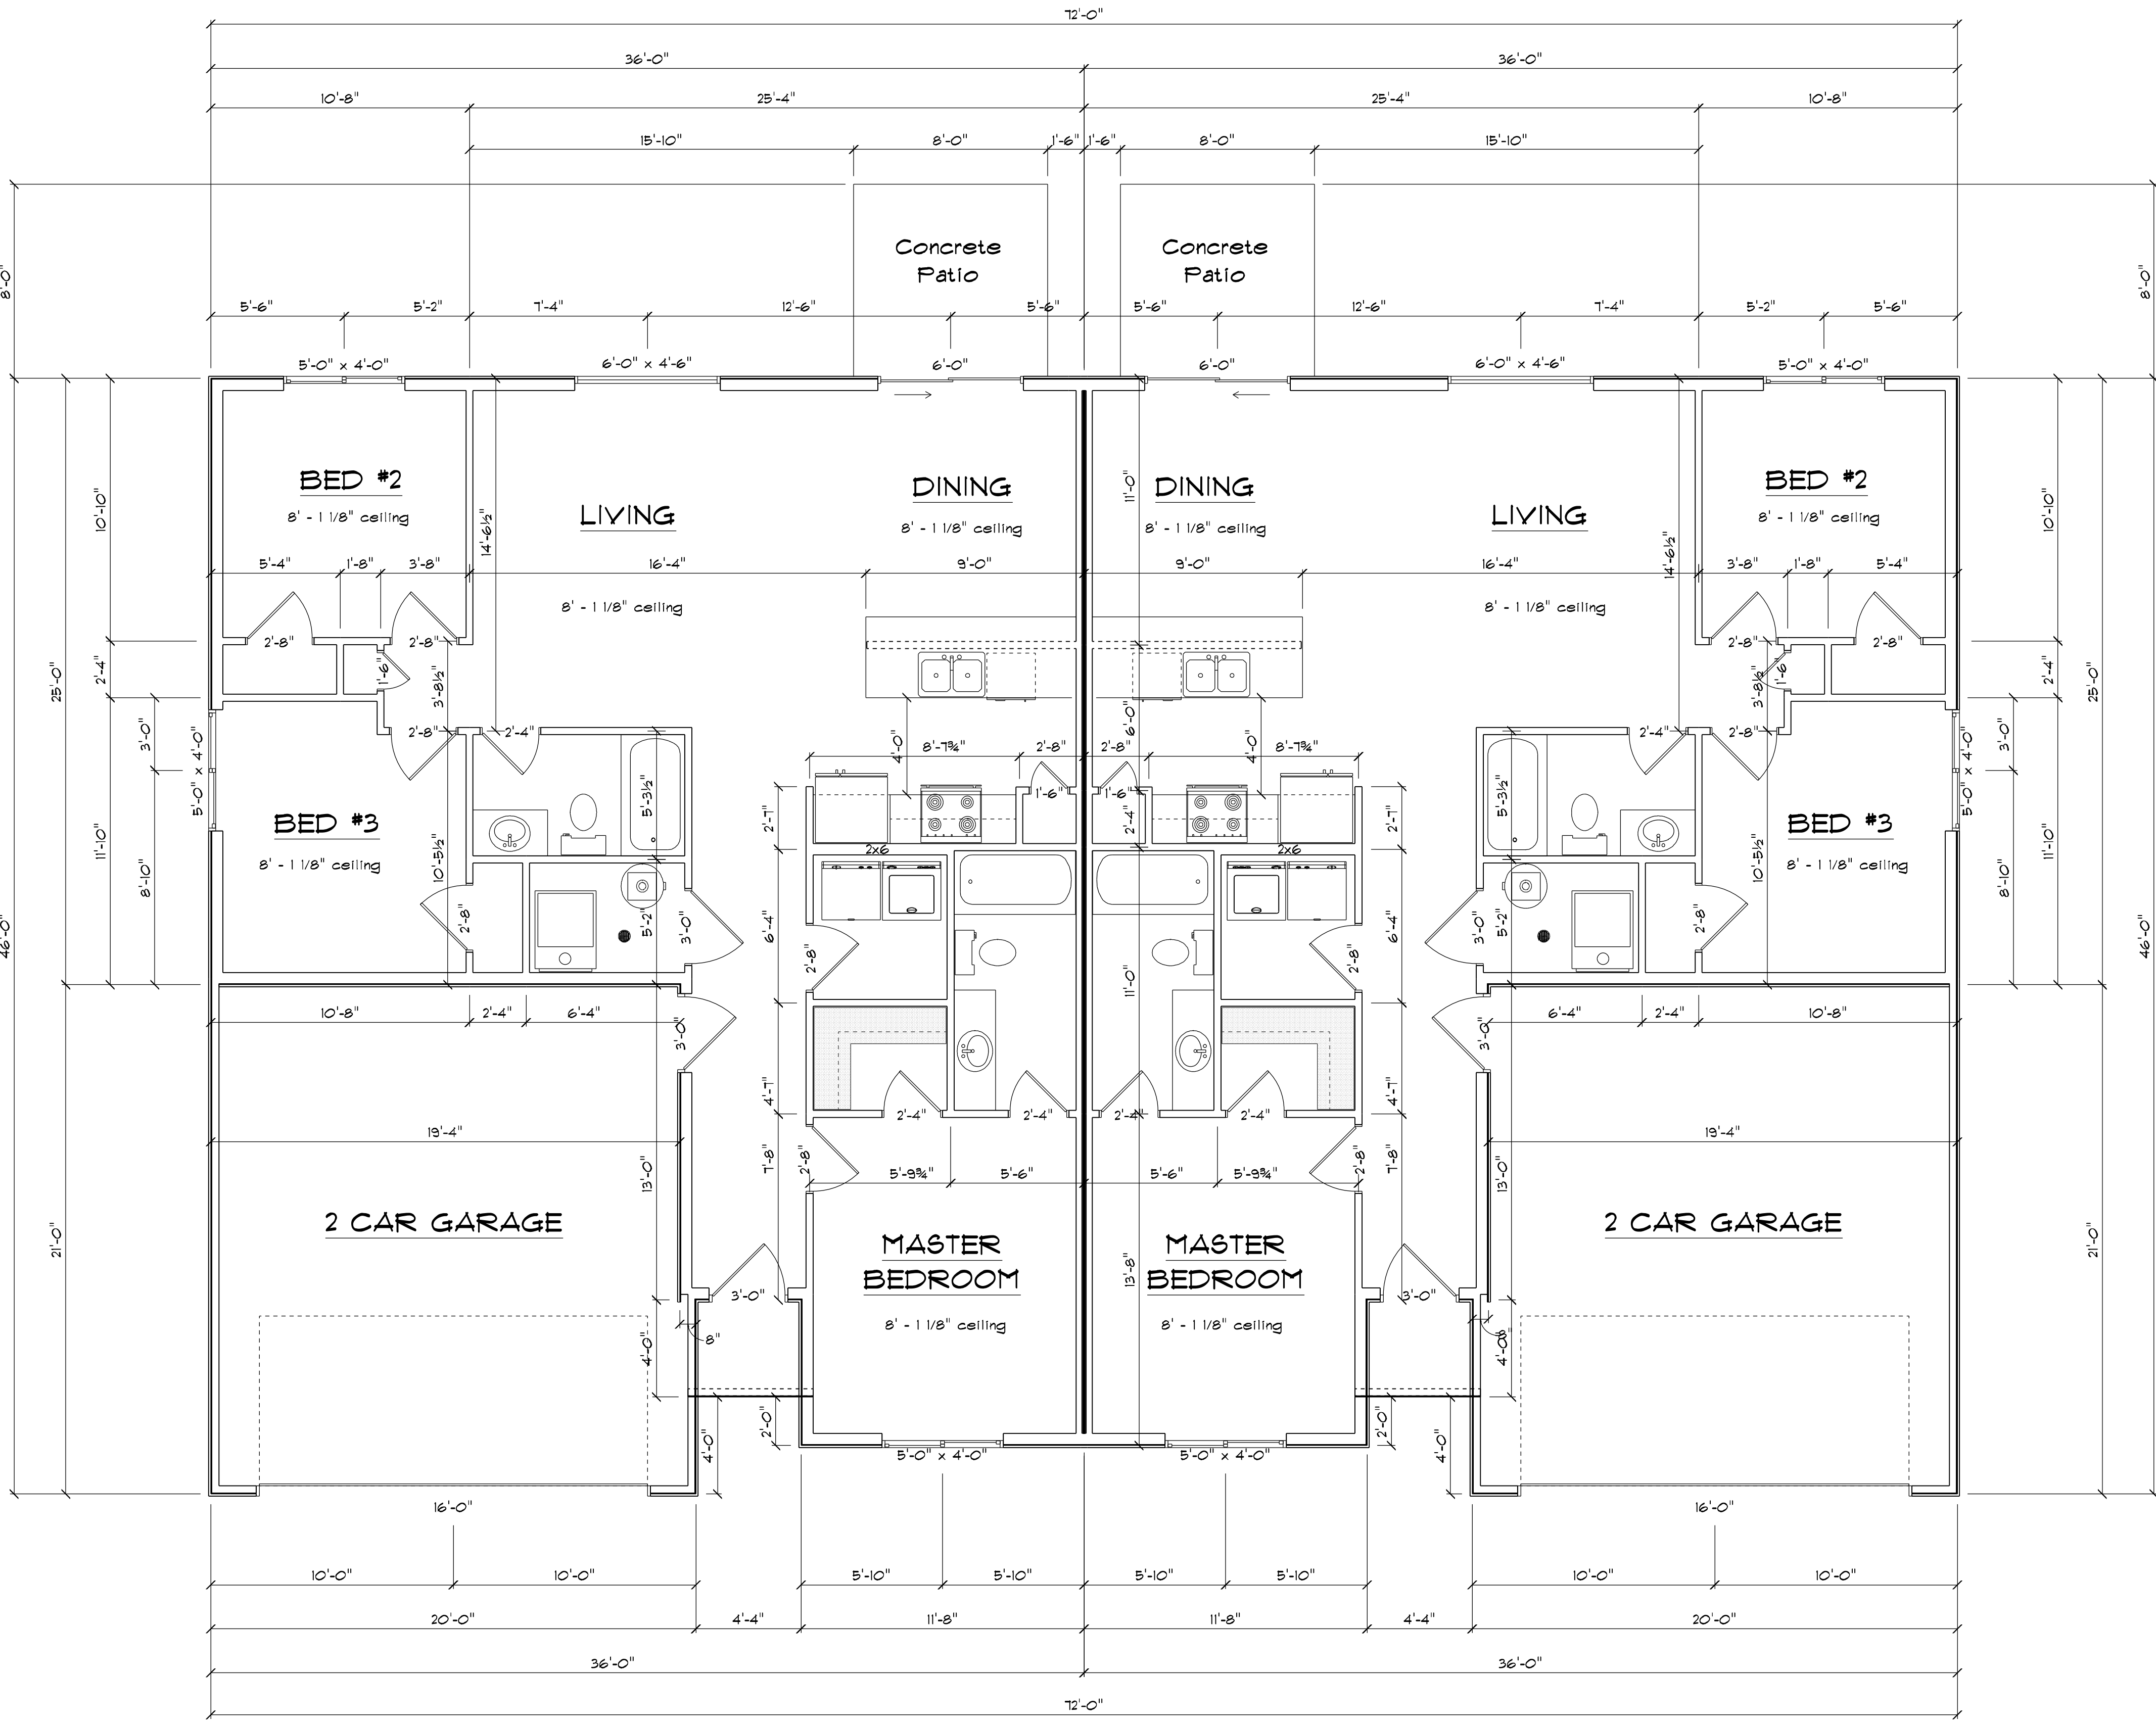 72'-0"
36'-0" 36'-0"
10'-8" 25'-4" 25'-4" 10'-8"
15'-10" 8'-0" 1'-6" 1'-6" 8'-0" 15'-10"
Concrete Concrete
Patio Patio
8'-0" 8'-0"
5'-6" 5'-2" 7'-4" 12'-6" 5'-6" 5'-6" 12'-6" 7'-4" 5'-2" 5'-6"
5'-0" x 4'-0" 6'-0" x 4'-6" 6'-0" 6'-0" 6'-0" x 4'-6" 5'-0" x 4'-0"
BED #2 DINING DINING BED #2
11'-0"
8' - 1 1/8" ceiling LIVING LIVING 8' - 1 1/8" ceiling
10'-10" 14'-6½" 8' - 1 1/8" ceiling 8' - 1 1/8" ceiling 14'-6½" 10'-10"
5'-4" 1'-8" 3'-8" 16'-4" 9'-0" 9'-0" 16'-4" 3'-8" 1'-8" 5'-4"
8' - 1 1/8" ceiling 8' - 1 1/8" ceiling
2'-8" 2'-8" 2'-8" 2'-8"
25'-0" 2'-4" 1'-6" 3'-8½" 3'-8½" 1'-6" 2'-4" 25'-0"
3'-0" 2'-8" 2'-4" 6'-0" 2'-4" 2'-8" 3'-0"
5'-0" x 4'-0" 4'-0" 8'-7¾" 2'-8" 2'-8" 8'-7¾" 4'-0" 5'-0" x 4'-0"
1'-6" 1'-6"
BED #3 5'-3½" 2'-7" 2'-4" 2'-7" 5'-3½" BED #3
11'-10" 2x6 2x6 11'-10"
8' - 1 1/8" ceiling 10'-5½" 10'-5½" 8' - 1 1/8" ceiling
8'-10" 8'-10"
46'-0" 2'-8" 5'-2" 3'-0" 6'-4" 6'-4" 3'-0" 5'-2" 2'-8" 46'-0"
2'-8" 11'-0" 2'-8"
10'-8" 2'-4" 6'-4" 3'-0" 3'-0" 6'-4" 2'-4" 10'-8"
4'-7" 4'-7"
2'-4" 2'-4" 2'-4" 2'-4"
19'-4" 19'-4"
13'-0" 7'-8" 2'-8" 5'-9¾" 5'-6" 5'-6" 5'-9¾" 2'-8" 7'-8" 13'-0"
2 CAR GARAGE 2 CAR GARAGE
21'-0" MASTER MASTER 21'-0"
BEDROOM 13'-8" BEDROOM
3'-0" 3'-0"
8' - 1 1/8" ceiling 8' - 1 1/8" ceiling
4'-0" 8" 8" 4'-0"
4'-0" 2'-0" 2'-0" 4'-0"
5'-0" x 4'-0" 5'-0" x 4'-0"
16'-0" 16'-0"
10'-0" 10'-0" 5'-10" 5'-10" 5'-10" 5'-10" 10'-0" 10'-0"
20'-0" 4'-4" 11'-8" 11'-8" 4'-4" 20'-0"
36'-0" 36'-0"
72'-0"